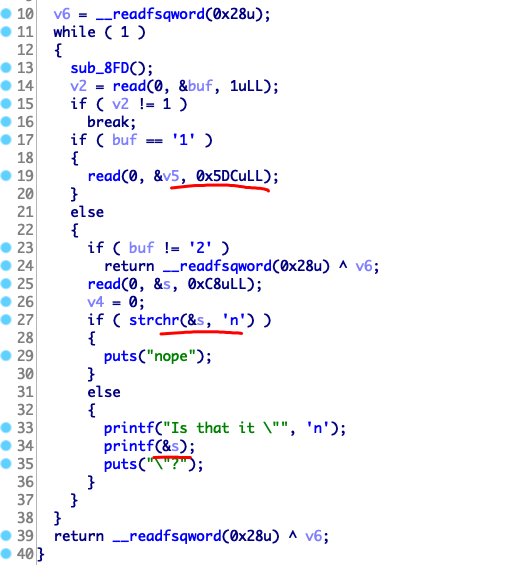 10 v6 = __readfsqword(0x28u);
11 while ( 1 )
12 {
13 sub_8FD();
14 v2 = read(0, &buf, 1uLL);
15 if ( v2 != 1 )
16 break;
17 if ( buf == '1' )
18 {
19 read(0, &v5, 0x5DCuLL);
20 }
21 else
22 {
23 if ( buf != '2' )
24 return __readfsqword(0x28u) ^ v6;
25 read(0, &s, 0xC8uLL);
26 v4 = 0;
27 if ( strchr(&s, 'n') )
28 {
29 puts("nope");
30 }
31 else
32 {
33 printf("Is that it \"", 'n');
34 printf(&s);
35 puts("\"?");
36 }
37 }
38 }
39 return __readfsqword(0x28u) ^ v6;
40 }